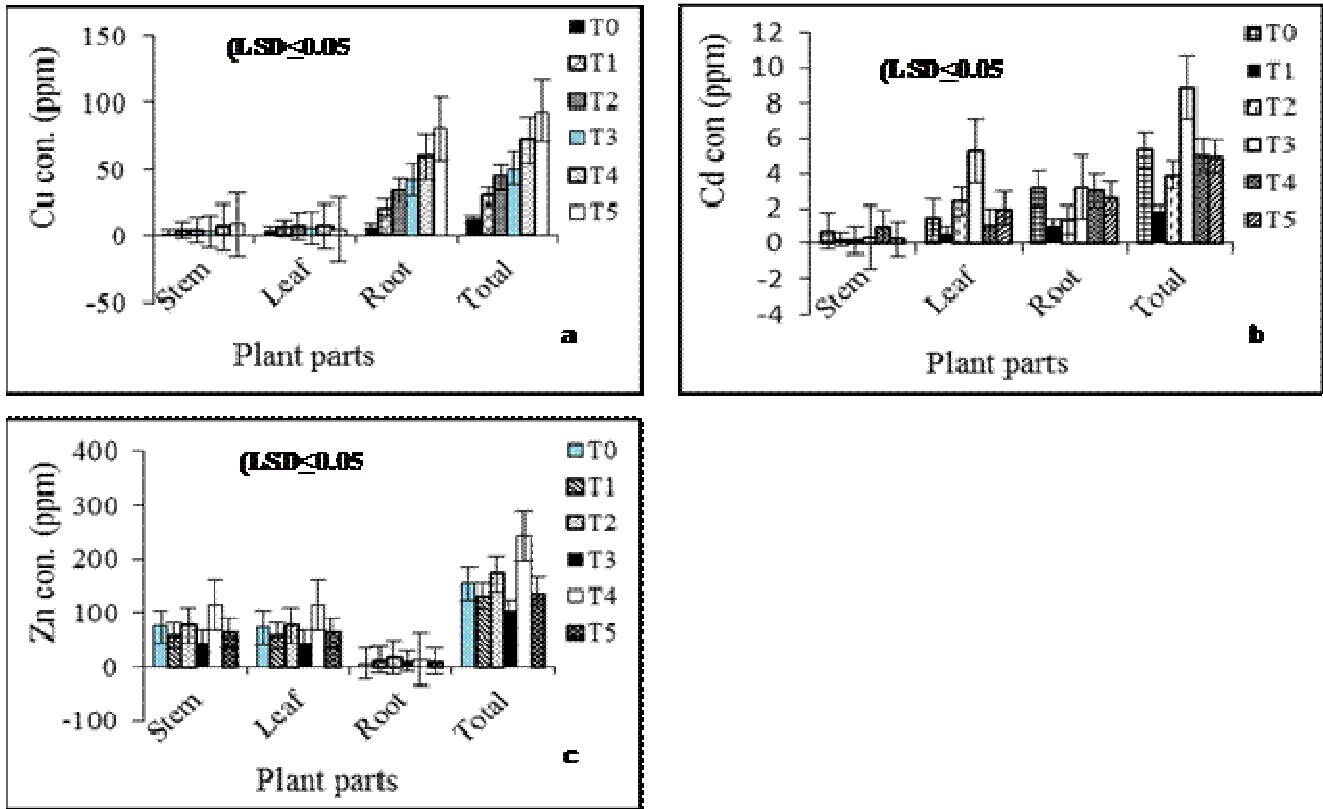 150
100
50
0
-50
Cu con. (ppm)
(LSD≤0.05
T0
T1
T2
T3
T4
T5
Stem
Leaf
Root
Total
Plant parts
a
12
10
8
6
4
2
0
-2
-4
Cd con (ppm)
(LSD≤0.05
T0
T1
T2
T3
T4
T5
Stem
Leaf
Root
Total
Plant parts
b
400
300
200
100
0
-100
Zn con. (ppm)
(LSD≤0.05
T0
T1
T2
T3
T4
T5
Stem
Leaf
Root
Total
Plant parts
c